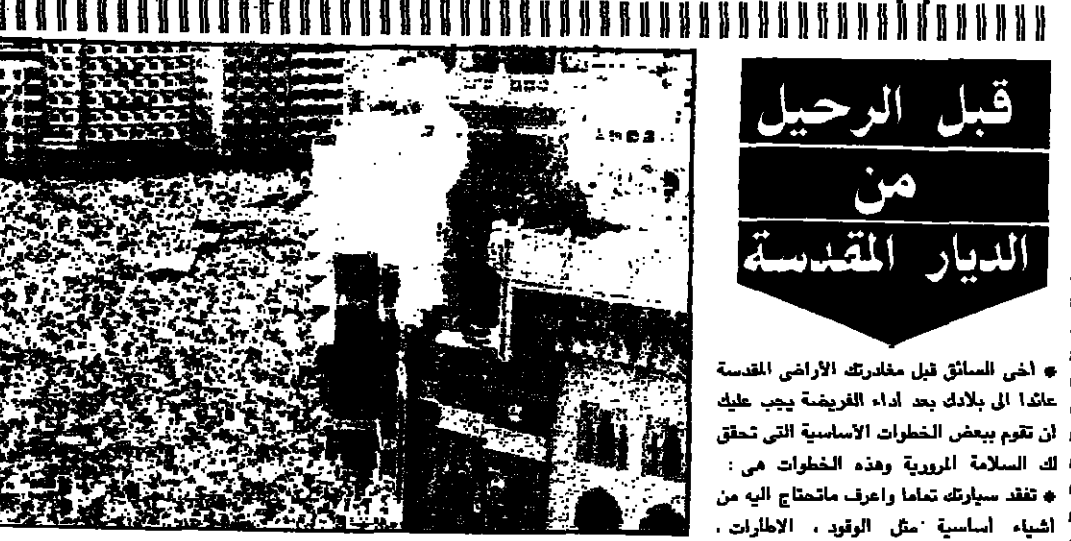 قبل الرحيل
من
الديار المقدسة
* أخى السائق قبل مغادرتك الأراضى المقدسة
عائدا الى بلادك بعد أداء الفريضة يجب عليك
ان تقوم ببعض الخطوات الأساسية التى تحقق
لك السلامة المرورية وهذه الخطوات هى :
* تفقد سيارتك تماما واعرف ماتحتاج اليه من
أشياء أساسية مثل الوقود ، الاطارات ،